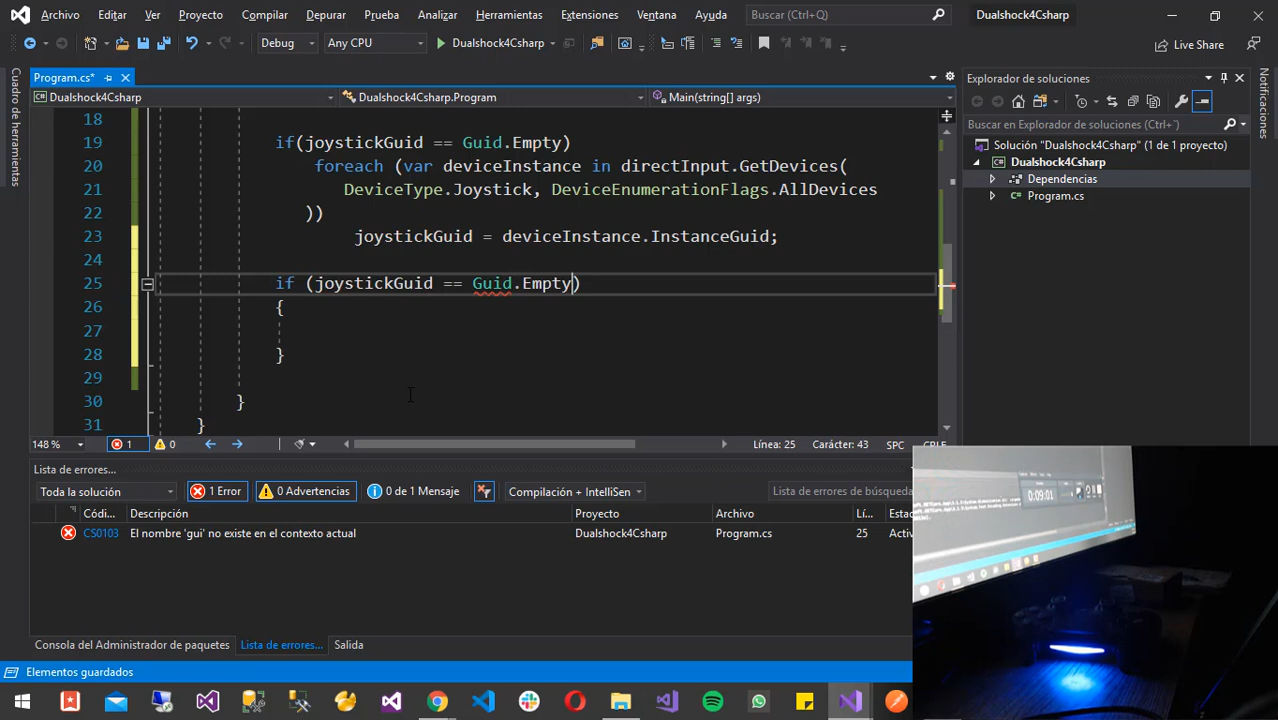 Archivo Editar Ver Proyecto Compilar Depurar Prueba Analizar Herramientas Extensiones Ventana Ayuda Buscar (Ctrl+Q) Dualshock4Csharp
Debug Any CPU Dualshock4Csharp Live Share
Cuadro de herramientas
Program.cs*
Dualshock4Csharp Dualshock4Csharp.Program Main(string[] args)
18
19 if(joystickGuid == Guid.Empty)
20 foreach (var deviceInstance in directInput.GetDevices(
21 DeviceType.Joystick, DeviceEnumerationFlags.AllDevices
22 ))
23 joystickGuid = deviceInstance.InstanceGuid;
24
25 if (joystickGuid == Guid.Empty)
26 {
27
28 }
29
30 }
31 }
148 % 1 0 Línea: 25 Carácter: 43 SPC CRLF
Explorador de soluciones
Buscar en Explorador de soluciones (Ctrl+')
Solución "Dualshock4Csharp" (1 de 1 proyecto)
Dualshock4Csharp
Dependencias
Program.cs
Notificaciones
Lista de errores...
Toda la solución 1 Error 0 Advertencias 0 de 1 Mensaje Compilación + IntelliSen Lista de errores de búsqueda
Códi... Descripción Proyecto Archivo Lí... Estac
CS0103 El nombre 'gui' no existe en el contexto actual Dualshock4Csharp Program.cs 25 Activ
Consola del Administrador de paquetes Lista de errores... Salida
Elementos guardados
0:09:01